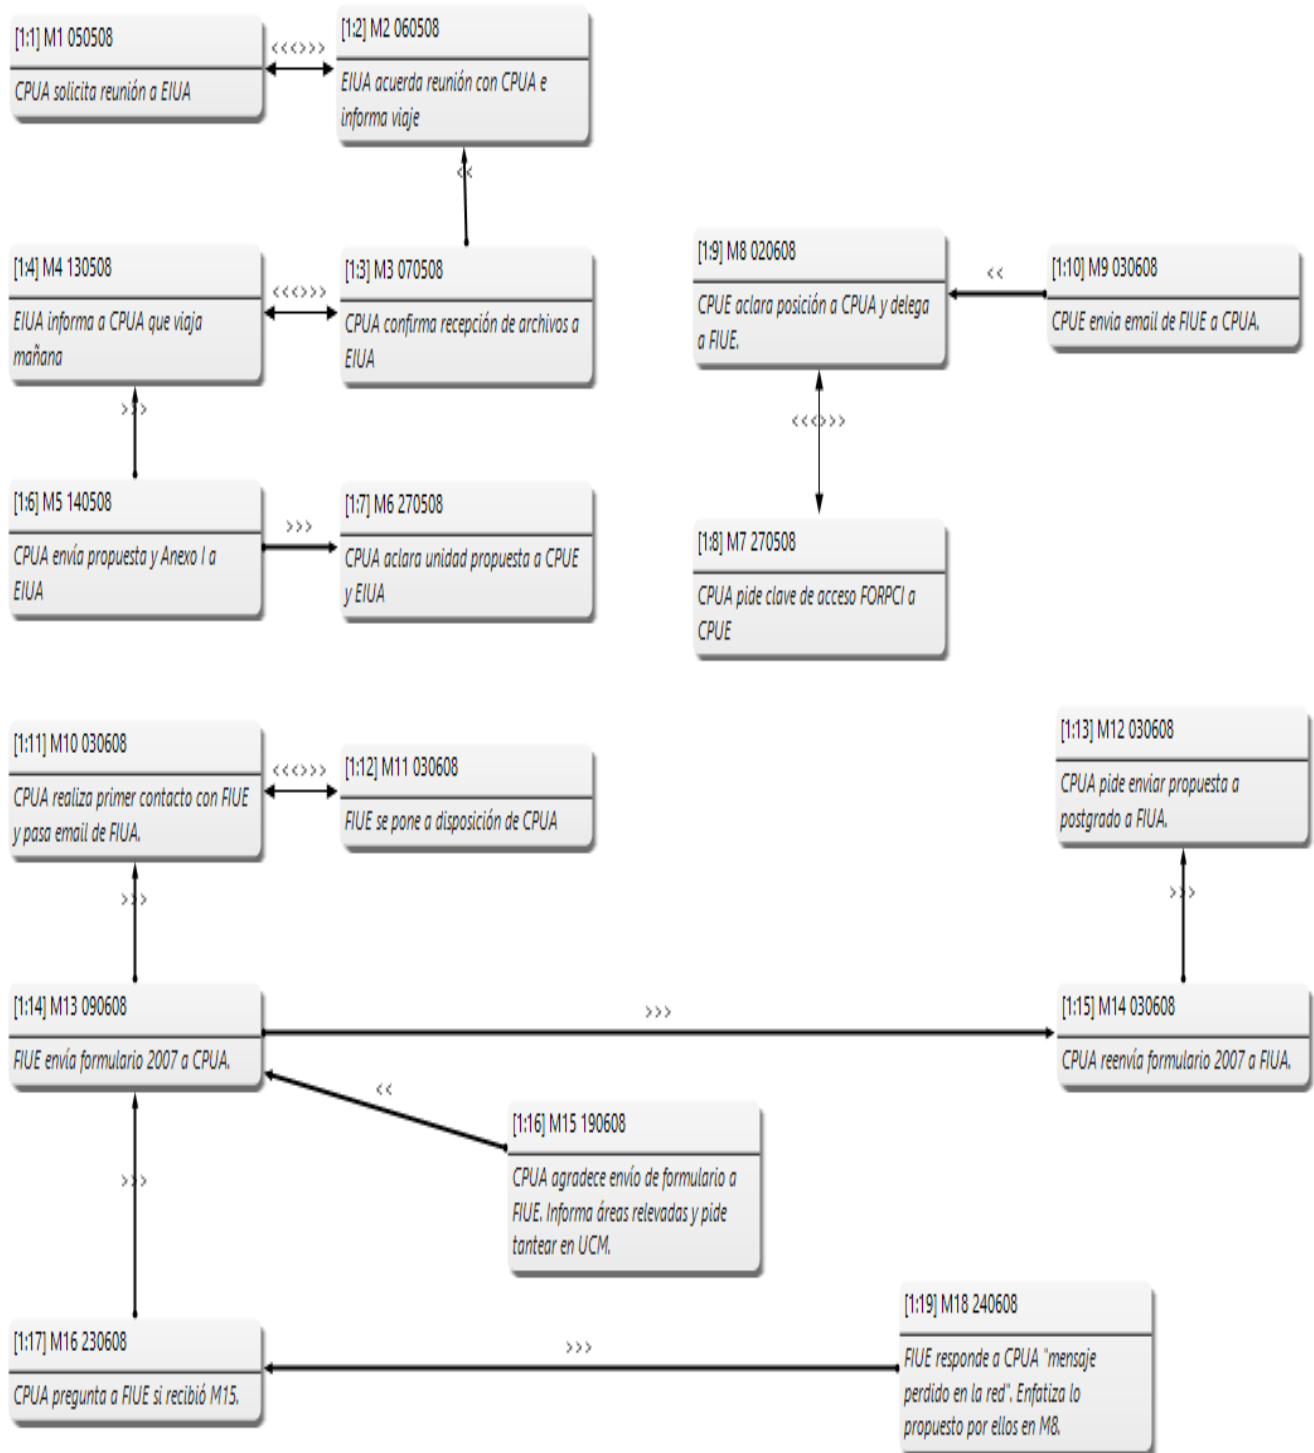 [1:1] M1 050508
CPUA solicita reunión a EIUA
<<<>>>
[1:2] M2 060508
EIUA acuerda reunión con CPUA e
informa viaje
<<
[1:4] M4 130508
EIUA informa a CPUA que viaja
mañana
<<<>>>
[1:3] M3 070508
CPUA confirma recepción de archivos a
EIUA
>>>
[1:6] M5 140508
CPUA envía propuesta y Anexo I a
EIUA
>>>
[1:7] M6 270508
CPUA aclara unidad propuesta a CPUE
y EIUA
[1:9] M8 020608
CPUE aclara posición a CPUA y delega
a FIUE.
<<
[1:10] M9 030608
CPUE envia email de FIUE a CPUA.
<<<>>>
[1:8] M7 270508
CPUA pide clave de acceso FORPCI a
CPUE
[1:11] M10 030608
CPUA realiza primer contacto con FIUE
y pasa email de FIUA.
<<<>>>
[1:12] M11 030608
FIUE se pone a disposición de CPUA
[1:13] M12 030608
CPUA pide enviar propuesta a
postgrado a FIUA.
>>>
>>>
[1:14] M13 090608
FIUE envía formulario 2007 a CPUA.
>>>
[1:15] M14 030608
CPUA reenvía formulario 2007 a FIUA.
<<
[1:16] M15 190608
CPUA agradece envío de formulario a
FIUE. Informa áreas relevadas y pide
tantear en UCM.
>>>
[1:17] M16 230608
CPUA pregunta a FIUE si recibió M15.
>>>
[1:19] M18 240608
FIUE responde a CPUA "mensaje
perdido en la red". Enfatiza lo
propuesto por ellos en M8.